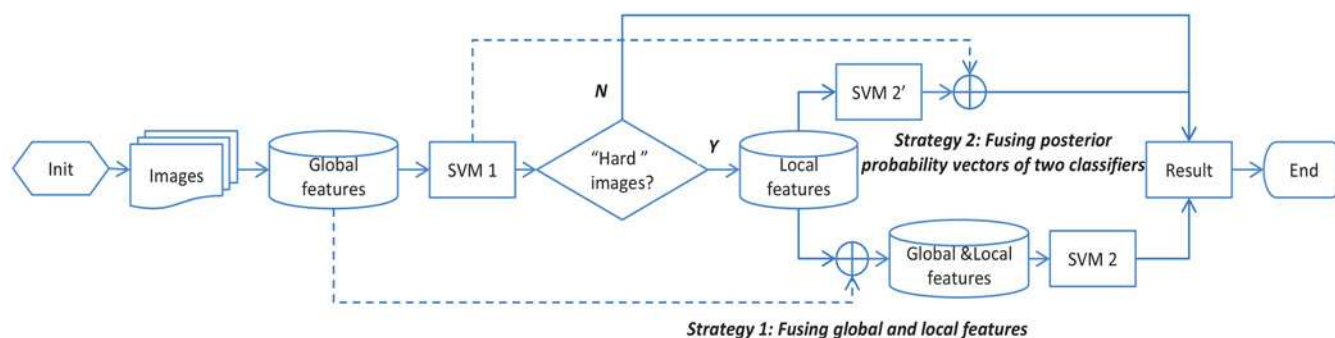 Init
Images
Global
features
SVM 1
"Hard "
images?
N
Y
Local
features
SVM 2'
Strategy 2: Fusing posterior
probability vectors of two classifiers
Global &Local
features
SVM 2
Result
End
Strategy 1: Fusing global and local features